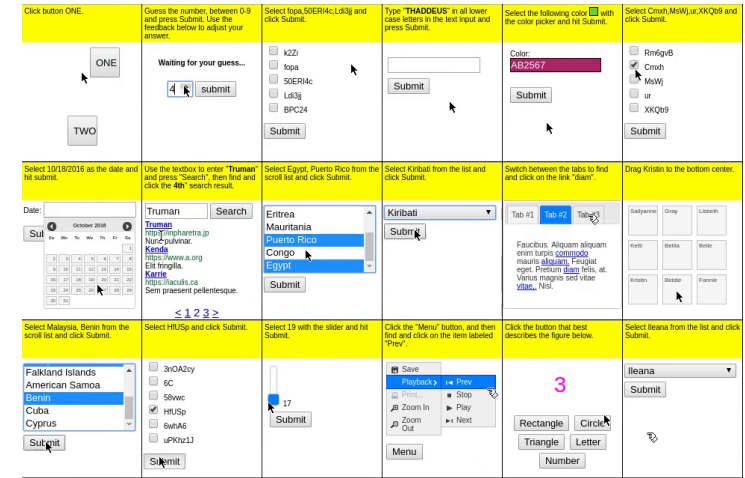 Click button ONE.
ONE
TWO
Guess the number, between 0-9
and press Submit. Use the
feedback below to adjust your
answer.
Waiting for your guess...
4
submit
Select fopa,50ERI4c,Ldi3jj and
click Submit.
k2Zi
fopa
50ERI4c
Ldi3jj
BPC24
Submit
Type "THADDEUS" in all lower
case letters in the text input and
press Submit.
Submit
Select the following color with
the color picker and hit Submit.
Color:
AB2567
Submit
Select Cmxh,MsWj,ur,XKQb9 and
click Submit.
Rm6gvB
Cmxh
MsWj
ur
XKQb9
Submit
Select 10/18/2016 as the date and
hit submit.
Date:
October 2016
Use the textbox to enter "Truman"
and press "Search", then find and
click the 4th" search result.
Truman
Search
Truman
Nunc pulvinar.
Kenda
https://www.a.org
Elit fringilla.
Karrie
https://iaculis.ca
Sem praesent pellentesque.
< 1 2 3 >
Select Egypt, Puerto Rico from the
scroll list and click Submit.
Eritrea
Mauritania
Puerto Rico
Congo
Egypt
Submit
Select Kiribati from the list and
click Submit.
Kiribati
Submit
Switch between the tabs to find
and click on the link "diam".
Tab #1
Tab #2
Tab #3
Faucibus. Aliquam aliquam
enim turpis commodo
mauris aliquam. Pretium
eget. Pretium diam felis, at.
Varius magnis sed vitae
vitae,. Nisl.
Drag Kristin to the bottom center.
Sallyanne
Gray
Lisbeth
Kelli
Belita
Belle
Kristin
Biddie
Fannie
Select Malaysia, Benin from the
scroll list and click Submit.
Falkland Islands
American Samoa
Benin
Cuba
Cyprus
Submit
Select HfUSp and click Submit.
3nOA2cy
6C
58vwc
HfUSp
6whA6
uPKhz1J
Submit
Select 19 with the slider and hit
Submit.
17
Submit
Click the "Menu" button, and then
find and click on the item labeled
"Prev".
Save
Playback
Print...
Zoom In
Zoom
Out
Prev
Stop
Play
Next
Menu
Click the button that best
describes the figure below.
3
Rectangle
Circle
Triangle
Letter
Number
Select Ileana from the list and click
Submit.
Ileana
Submit